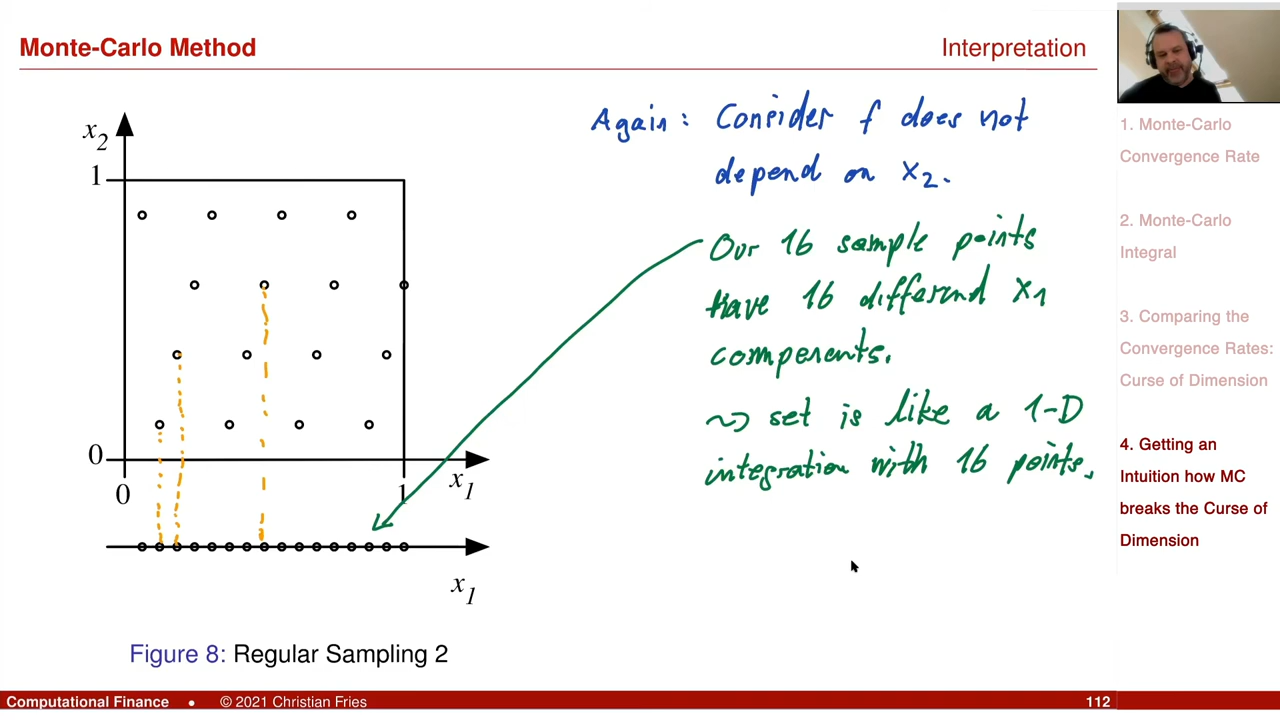 Monte-Carlo Method
Interpretation
x2
1
0
0
1
x1
x1
Figure 8: Regular Sampling 2
Again: Consider f does not
depend on x2.
Our 16 sample points
have 16 differend x1
components.
~> set is like a 1-D
integration with 16 points.
1. Monte-Carlo
Convergence Rate
2. Monte-Carlo
Integral
3. Comparing the
Convergence Rates:
Curse of Dimension
4. Getting an
Intuition how MC
breaks the Curse of
Dimension
Computational Finance • © 2021 Christian Fries 112